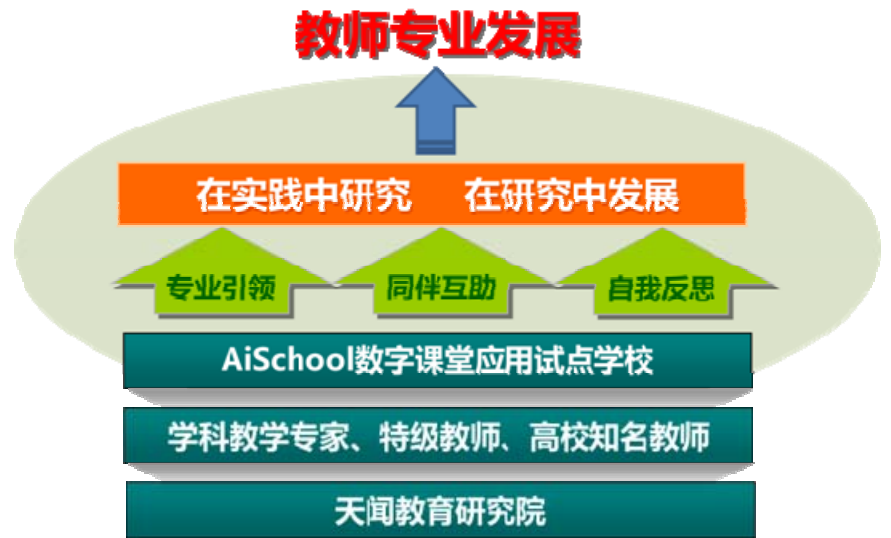 教师专业发展
在实践中研究 在研究中发展
专业引领 同伴互助 自我反思
AiSchool数字课堂应用试点学校
学科教学专家、特级教师、高校知名教师
天闻教育研究院